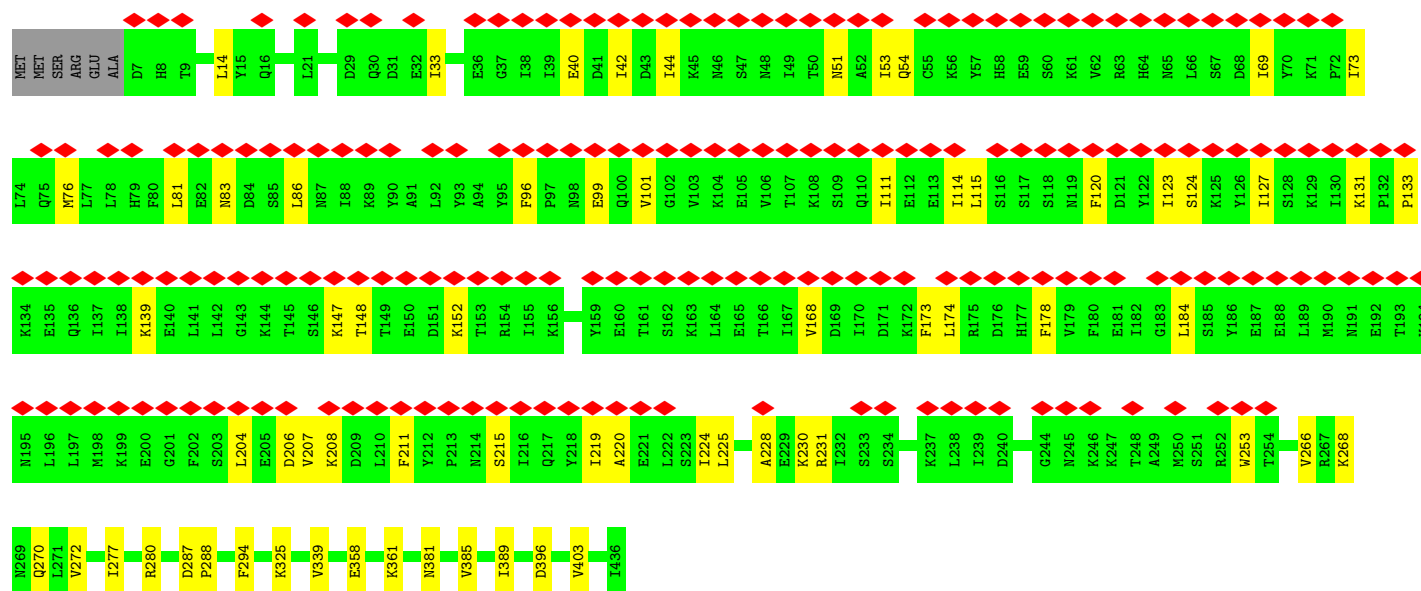 MET MET SER ARG GLU ALA D7 H8 T9 L14 Y15 Q16 L21 D29 Q30 D31 E32 I33 E36 G37 I38 I39 E40 D41 I42 D43 I44 K45 N46 S47 N48 I49 T50 N51 A52 I53 Q54 C55 K56 Y57 H58 E59 S60 K61 V62 R63 H64 N65 L66 S67 D68 I69 Y70 K71 P72 I73
L74 Q75 M76 L77 L78 H79 F80 L81 E82 N83 D84 S85 L86 N87 I88 K89 Y90 A91 L92 Y93 A94 Y95 F96 P97 N98 E99 Q100 V101 G102 V103 K104 E105 V106 T107 K108 S109 Q110 I111 E112 E113 I114 L115 S116 S117 S118 N119 F120 D121 Y122 I123 S124 K125 Y126 I127 S128 K129 I130 K131 P132 P133
K134 E135 Q136 I137 I138 K139 E140 L141 L142 G143 K144 T145 S146 K147 T148 T149 E150 D151 K152 T153 R154 I155 K156 Y159 E160 T161 S162 K163 L164 E165 T166 I167 V168 D169 I170 D171 K172 F173 L174 R175 D176 H177 F178 V179 F180 E181 I182 G183 L184 S185 Y186 E187 E188 L189 M190 N191 E192 T193
N195 L196 L197 M198 K199 E200 G201 F202 S203 L204 E205 D206 V207 K208 D209 L210 F211 Y212 P213 N214 S215 I216 Q217 Y218 I219 A220 E221 L222 S223 I224 L225 A228 E229 K230 R231 I232 S233 S234 K237 L238 I239 D240 G244 N245 K246 K247 T248 A249 M250 S251 R252 W253 T254 V266 R267 K268
N269 Q270 L271 V272 I277 R280 D287 P288 F294 K325 V339 E358 K361 N381 V385 I389 D396 V403 I436